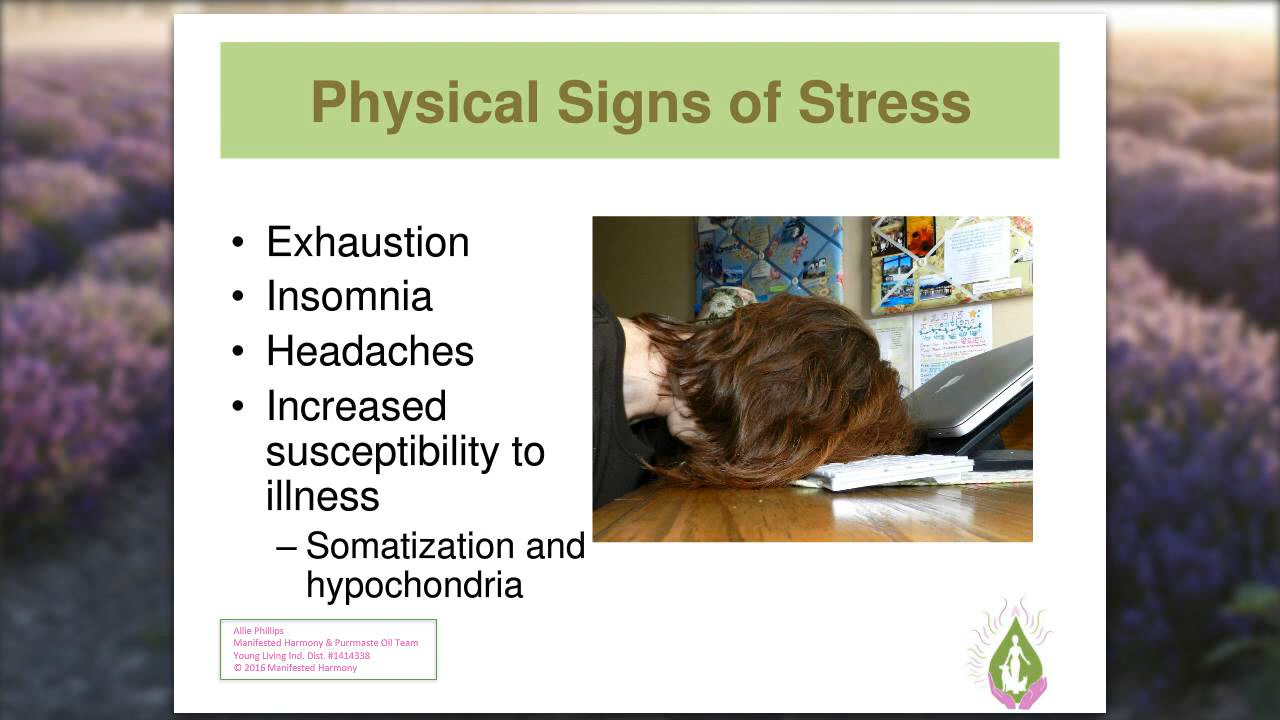 Physical Signs of Stress
• Exhaustion
• Insomnia
• Headaches
• Increased
susceptibility to
illness
– Somatization and
hypochondria
Allie Phillips
Manifested Harmony & Purrmaste Oil Team
Young Living Ind. Dist. #1414338
© 2016 Manifested Harmony